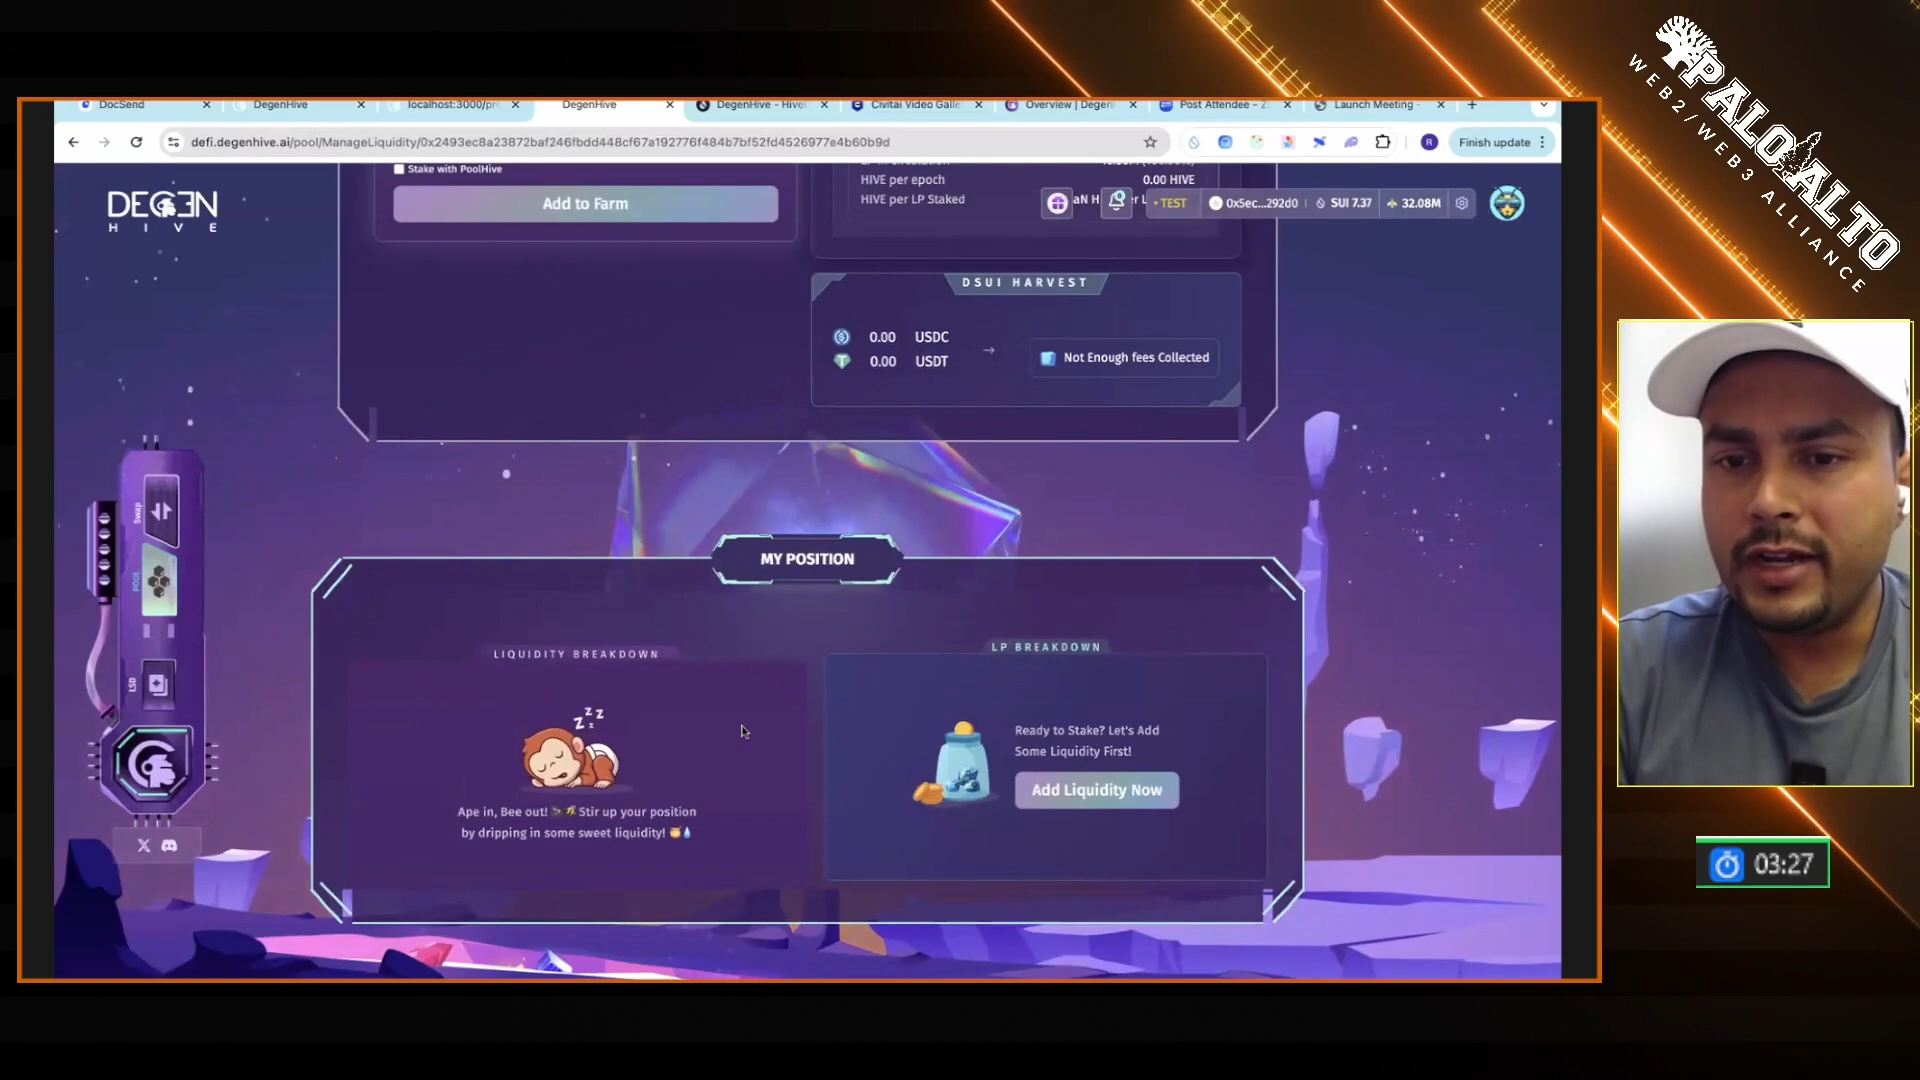 DocSend
DegenHive
localhost:3000/pr
DegenHive
DegenHive - Hive
Civitai Video Galle
Overview | Degen
Post Attendee - Z
Launch Meeting -
defi.degenhive.ai/pool/ManageLiquidity/0x2493ec8a23872baf246fbdd448cf67a192776f484b7bf52fd4526977e4b60b9d
R
Finish update
PALO ALTO
WEB2/WEB3 ALLIANCE
DEGEN
HIVE
Stake with PoolHive
Add to Farm
HIVE per epoch
0.00 HIVE
HIVE per LP Staked
TEST
0x5ec...292d0
SUI 7.37
32.08M
DSUI HARVEST
0.00 USDC
0.00 USDT
→
Not Enough fees Collected
Swap
POOL
LSD
MY POSITION
LIQUIDITY BREAKDOWN
z z z z
Ape in, Bee out! Stir up your position
by dripping in some sweet liquidity!
LP BREAKDOWN
Ready to Stake? Let's Add
Some Liquidity First!
Add Liquidity Now
03:27